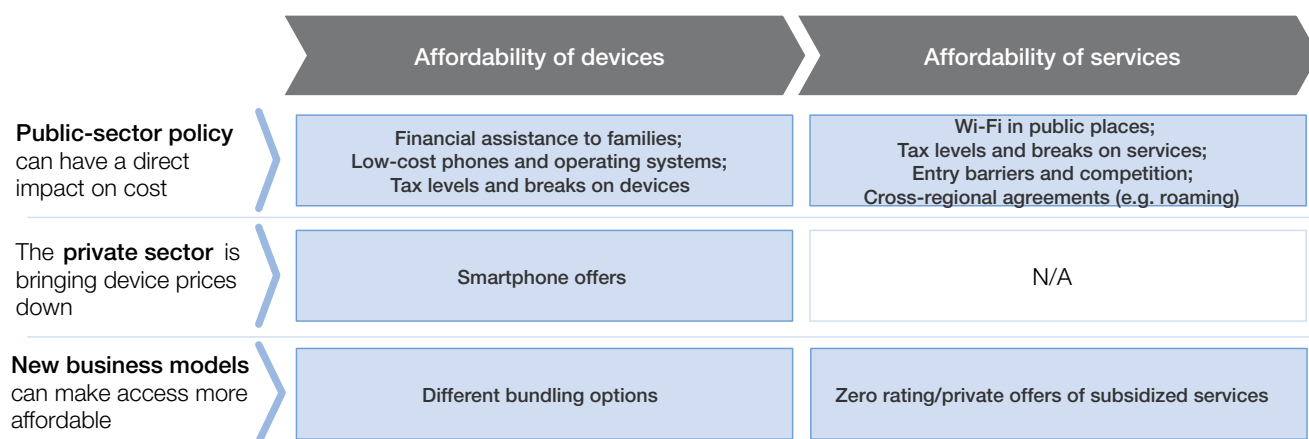 Affordability of devices
Affordability of services
Public-sector policy
can have a direct
impact on cost
Financial assistance to families;
Low-cost phones and operating systems;
Tax levels and breaks on devices
Wi-Fi in public places;
Tax levels and breaks on services;
Entry barriers and competition;
Cross-regional agreements (e.g. roaming)
The private sector is
bringing device prices
down
Smartphone offers
N/A
New business models
can make access more
affordable
Different bundling options
Zero rating/private offers of subsidized services